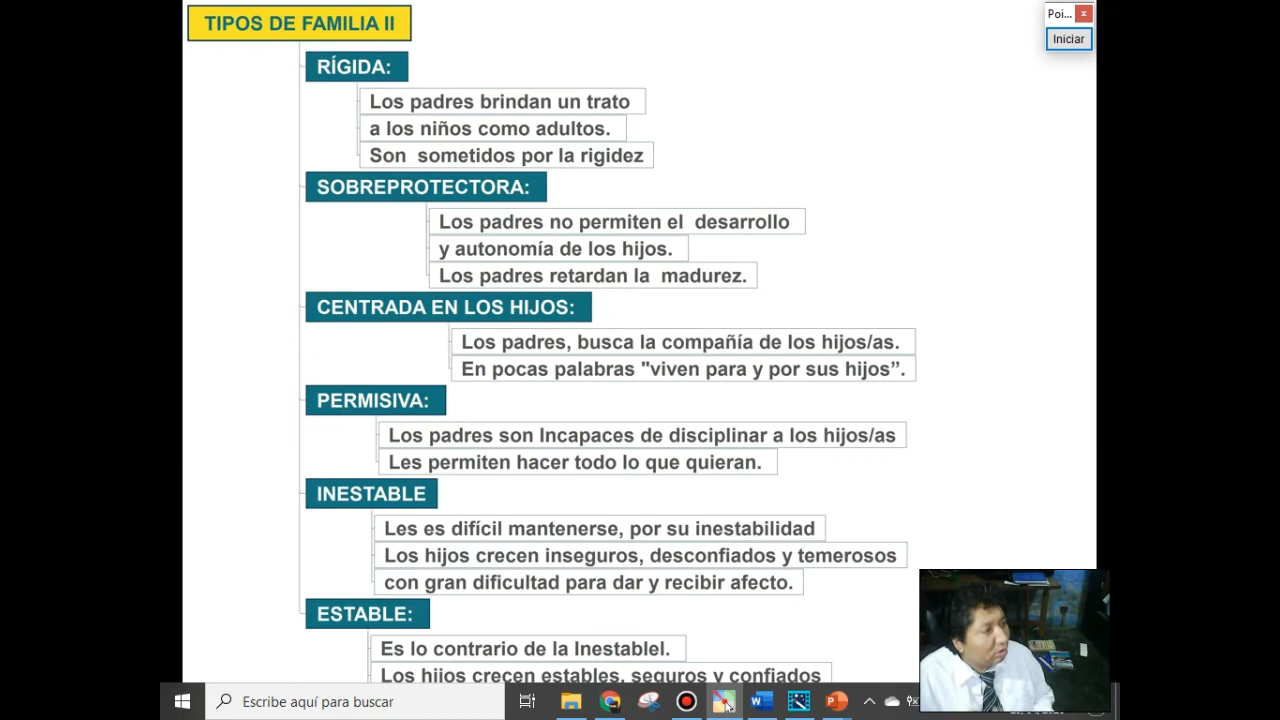 TIPOS DE FAMILIA II
Poi...
x
Iniciar
RÍGIDA:
Los padres brindan un trato
a los niños como adultos.
Son sometidos por la rigidez
SOBREPROTECTORA:
Los padres no permiten el desarrollo
y autonomía de los hijos.
Los padres retardan la madurez.
CENTRADA EN LOS HIJOS:
Los padres, busca la compañía de los hijos/as.
En pocas palabras "viven para y por sus hijos”.
PERMISIVA:
Los padres son Incapaces de disciplinar a los hijos/as
Les permiten hacer todo lo que quieran.
INESTABLE
Les es difícil mantenerse, por su inestabilidad
Los hijos crecen inseguros, desconfiados y temerosos
con gran dificultad para dar y recibir afecto.
ESTABLE:
Es lo contrario de la Inestablel.
Los hijos crecen estables, seguros y confiados
Escribe aquí para buscar